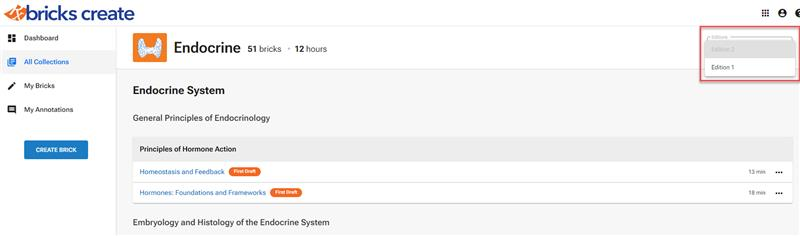 bricks create
Dashboard
All Collections
My Bricks
My Annotations
CREATE BRICK
Endocrine 51 bricks • 12 hours
Editions
Edition 2
Edition 1
Endocrine System
General Principles of Endocrinology
Principles of Hormone Action
Homeostasis and Feedback First Draft 13 min
Hormones: Foundations and Frameworks First Draft 18 min
Embryology and Histology of the Endocrine System